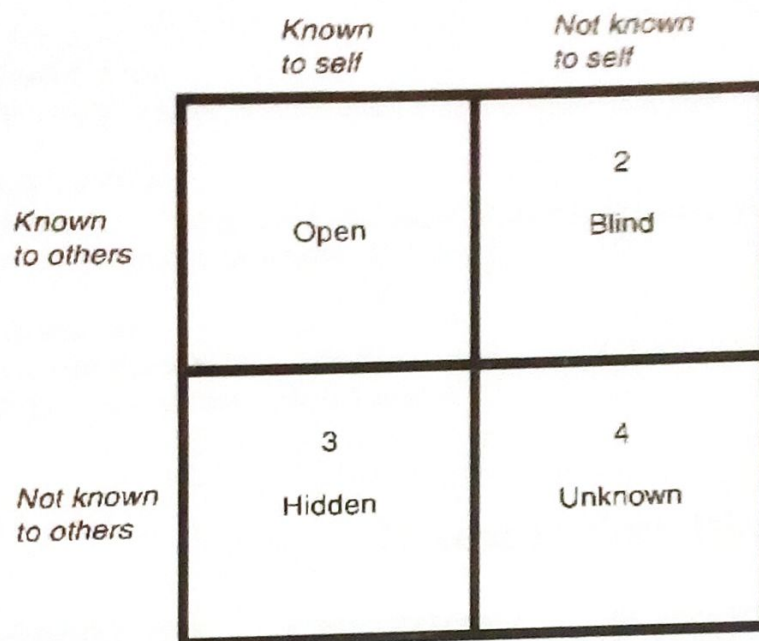 Known
to self
Not known
to self
Known
to others
Open
2
Blind
Not known
to others
3
Hidden
4
Unknown